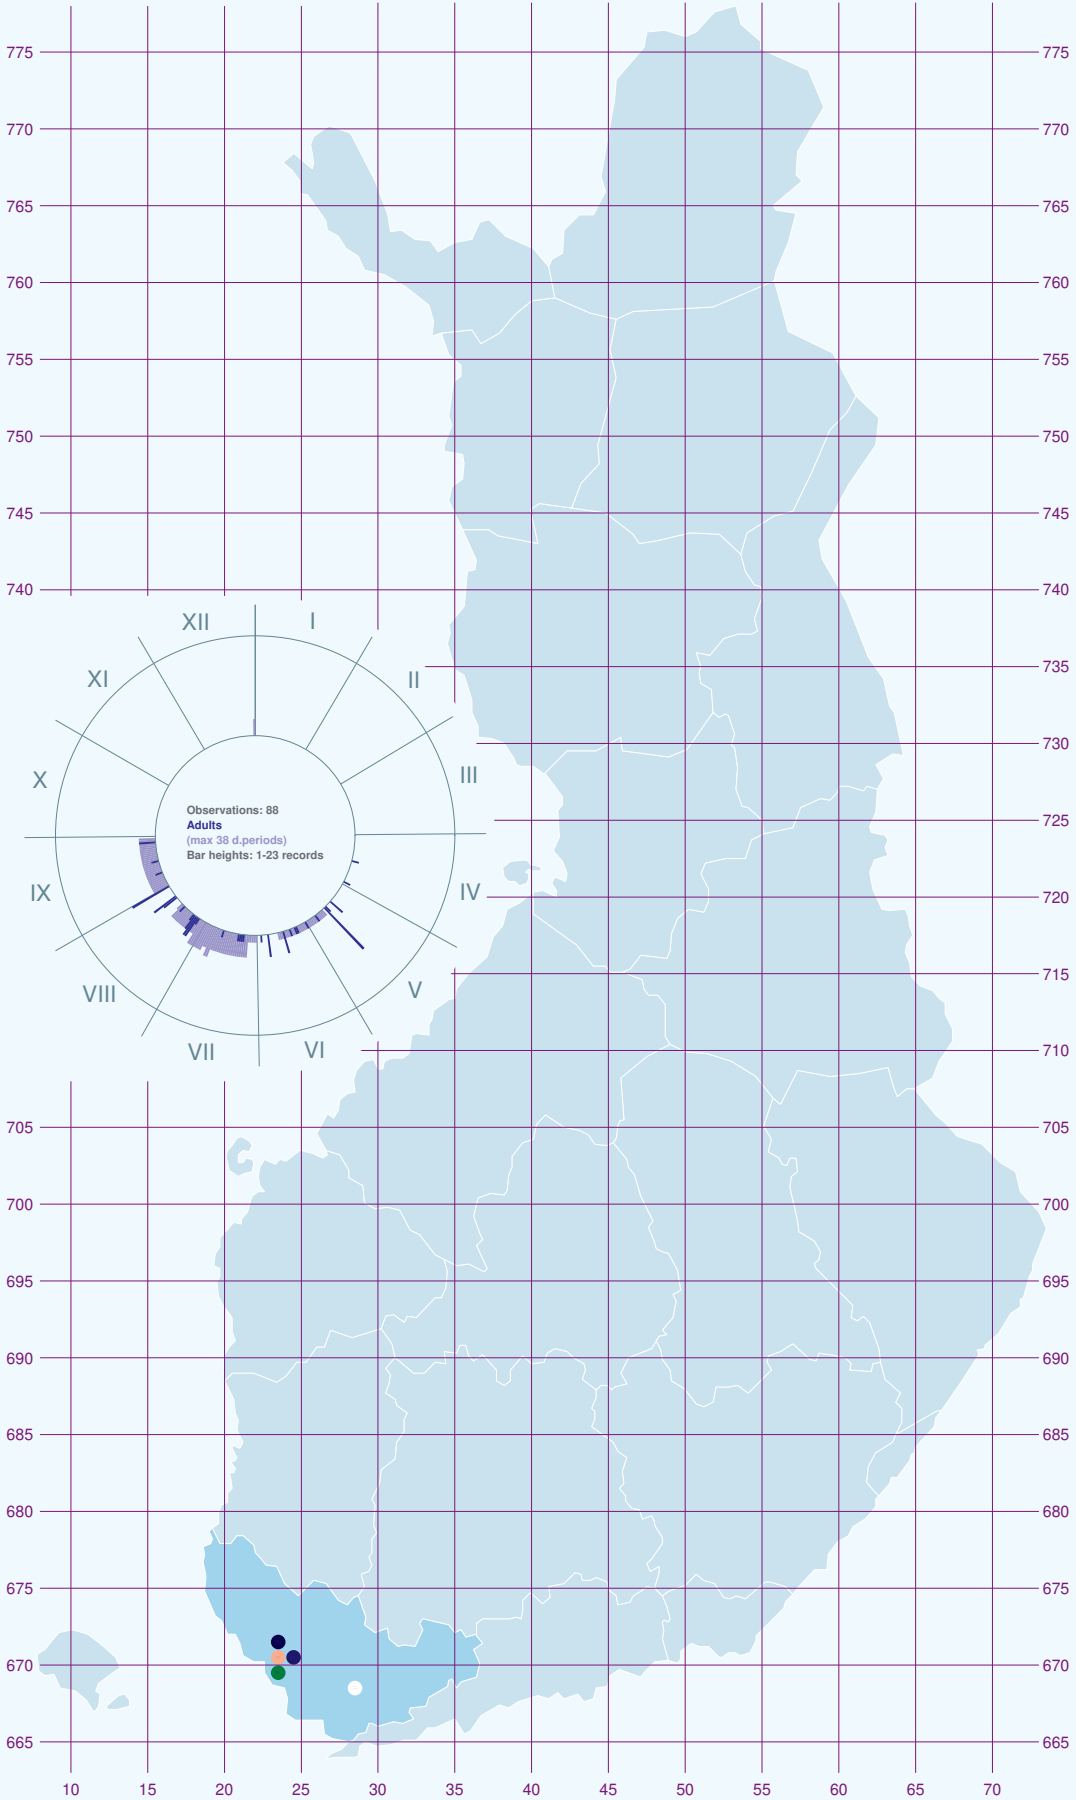 775 775
770 770
765 765
760 760
755 755
750 750
745 745
740 740
XII I
735
XI II
730
X III
Observations: 88
Adults
(max 38 d.periods)
Bar heights: 1-23 records
725
IX IV
720
VIII V
715
VII VI
710
705 705
700 700
695 695
690 690
685 685
680 680
675 675
670 670
665 665
10 15 20 25 30 35 40 45 50 55 60 65 70